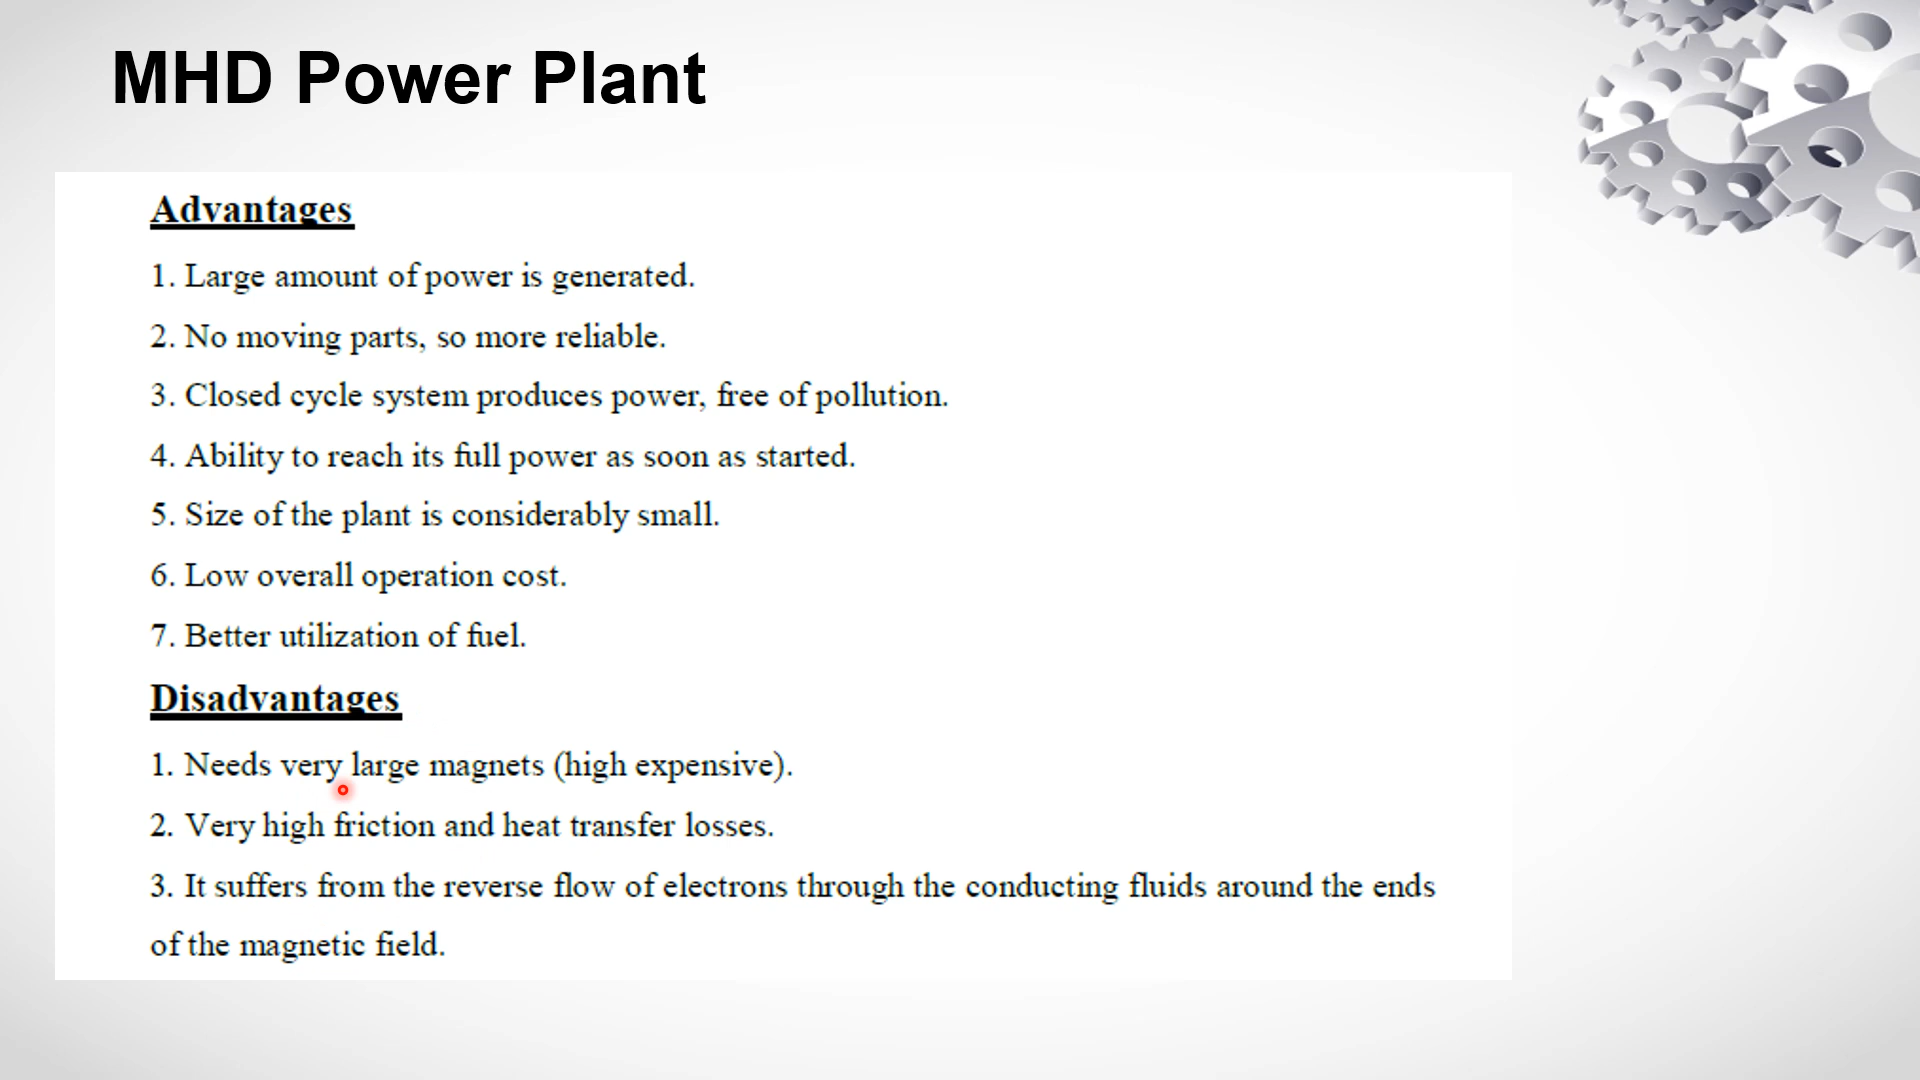 MHD Power Plant
Advantages
1. Large amount of power is generated.
2. No moving parts, so more reliable.
3. Closed cycle system produces power, free of pollution.
4. Ability to reach its full power as soon as started.
5. Size of the plant is considerably small.
6. Low overall operation cost.
7. Better utilization of fuel.
Disadvantages
1. Needs very large magnets (high expensive).
2. Very high friction and heat transfer losses.
3. It suffers from the reverse flow of electrons through the conducting fluids around the ends
of the magnetic field.